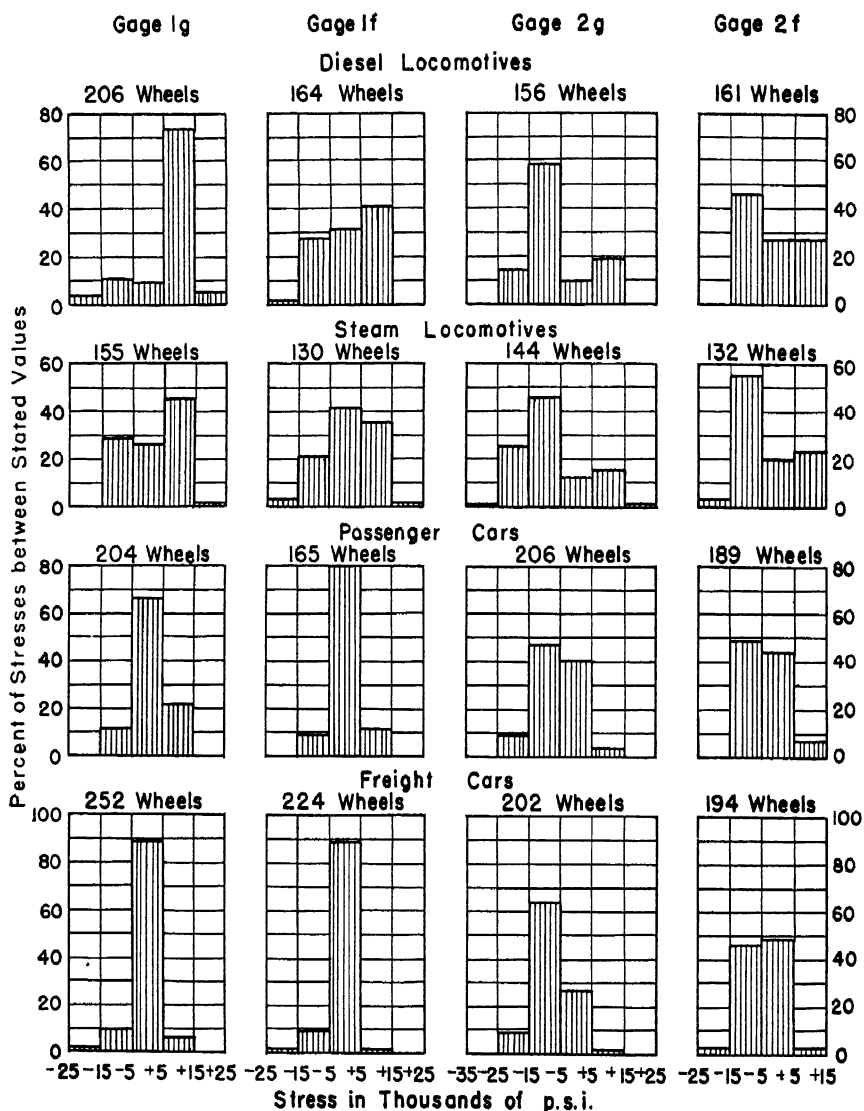 Gage 1g Gage 1f Gage 2g Gage 2f
Diesel Locomotives
206 Wheels 164 Wheels 156 Wheels 161 Wheels
80 80
60 60
40 40
20 20
0 0
Steam Locomotives
155 Wheels 130 Wheels 144 Wheels 132 Wheels
60 60
40 40
20 20
0 0
Passenger Cars
204 Wheels 165 Wheels 206 Wheels 189 Wheels
80 80
60 60
40 40
20 20
0 0
Freight Cars
252 Wheels 224 Wheels 202 Wheels 194 Wheels
100 100
80 80
60 60
40 40
20 20
0 0
-25 -15 -5 +5 +15 +25 -25 -15 -5 +5 +15 +25 -35 -25 -15 -5 +5 +15 +25 -25 -15 -5 +5 +15
Stress in Thousands of p.s.i.
Percent of Stresses between Stated Values